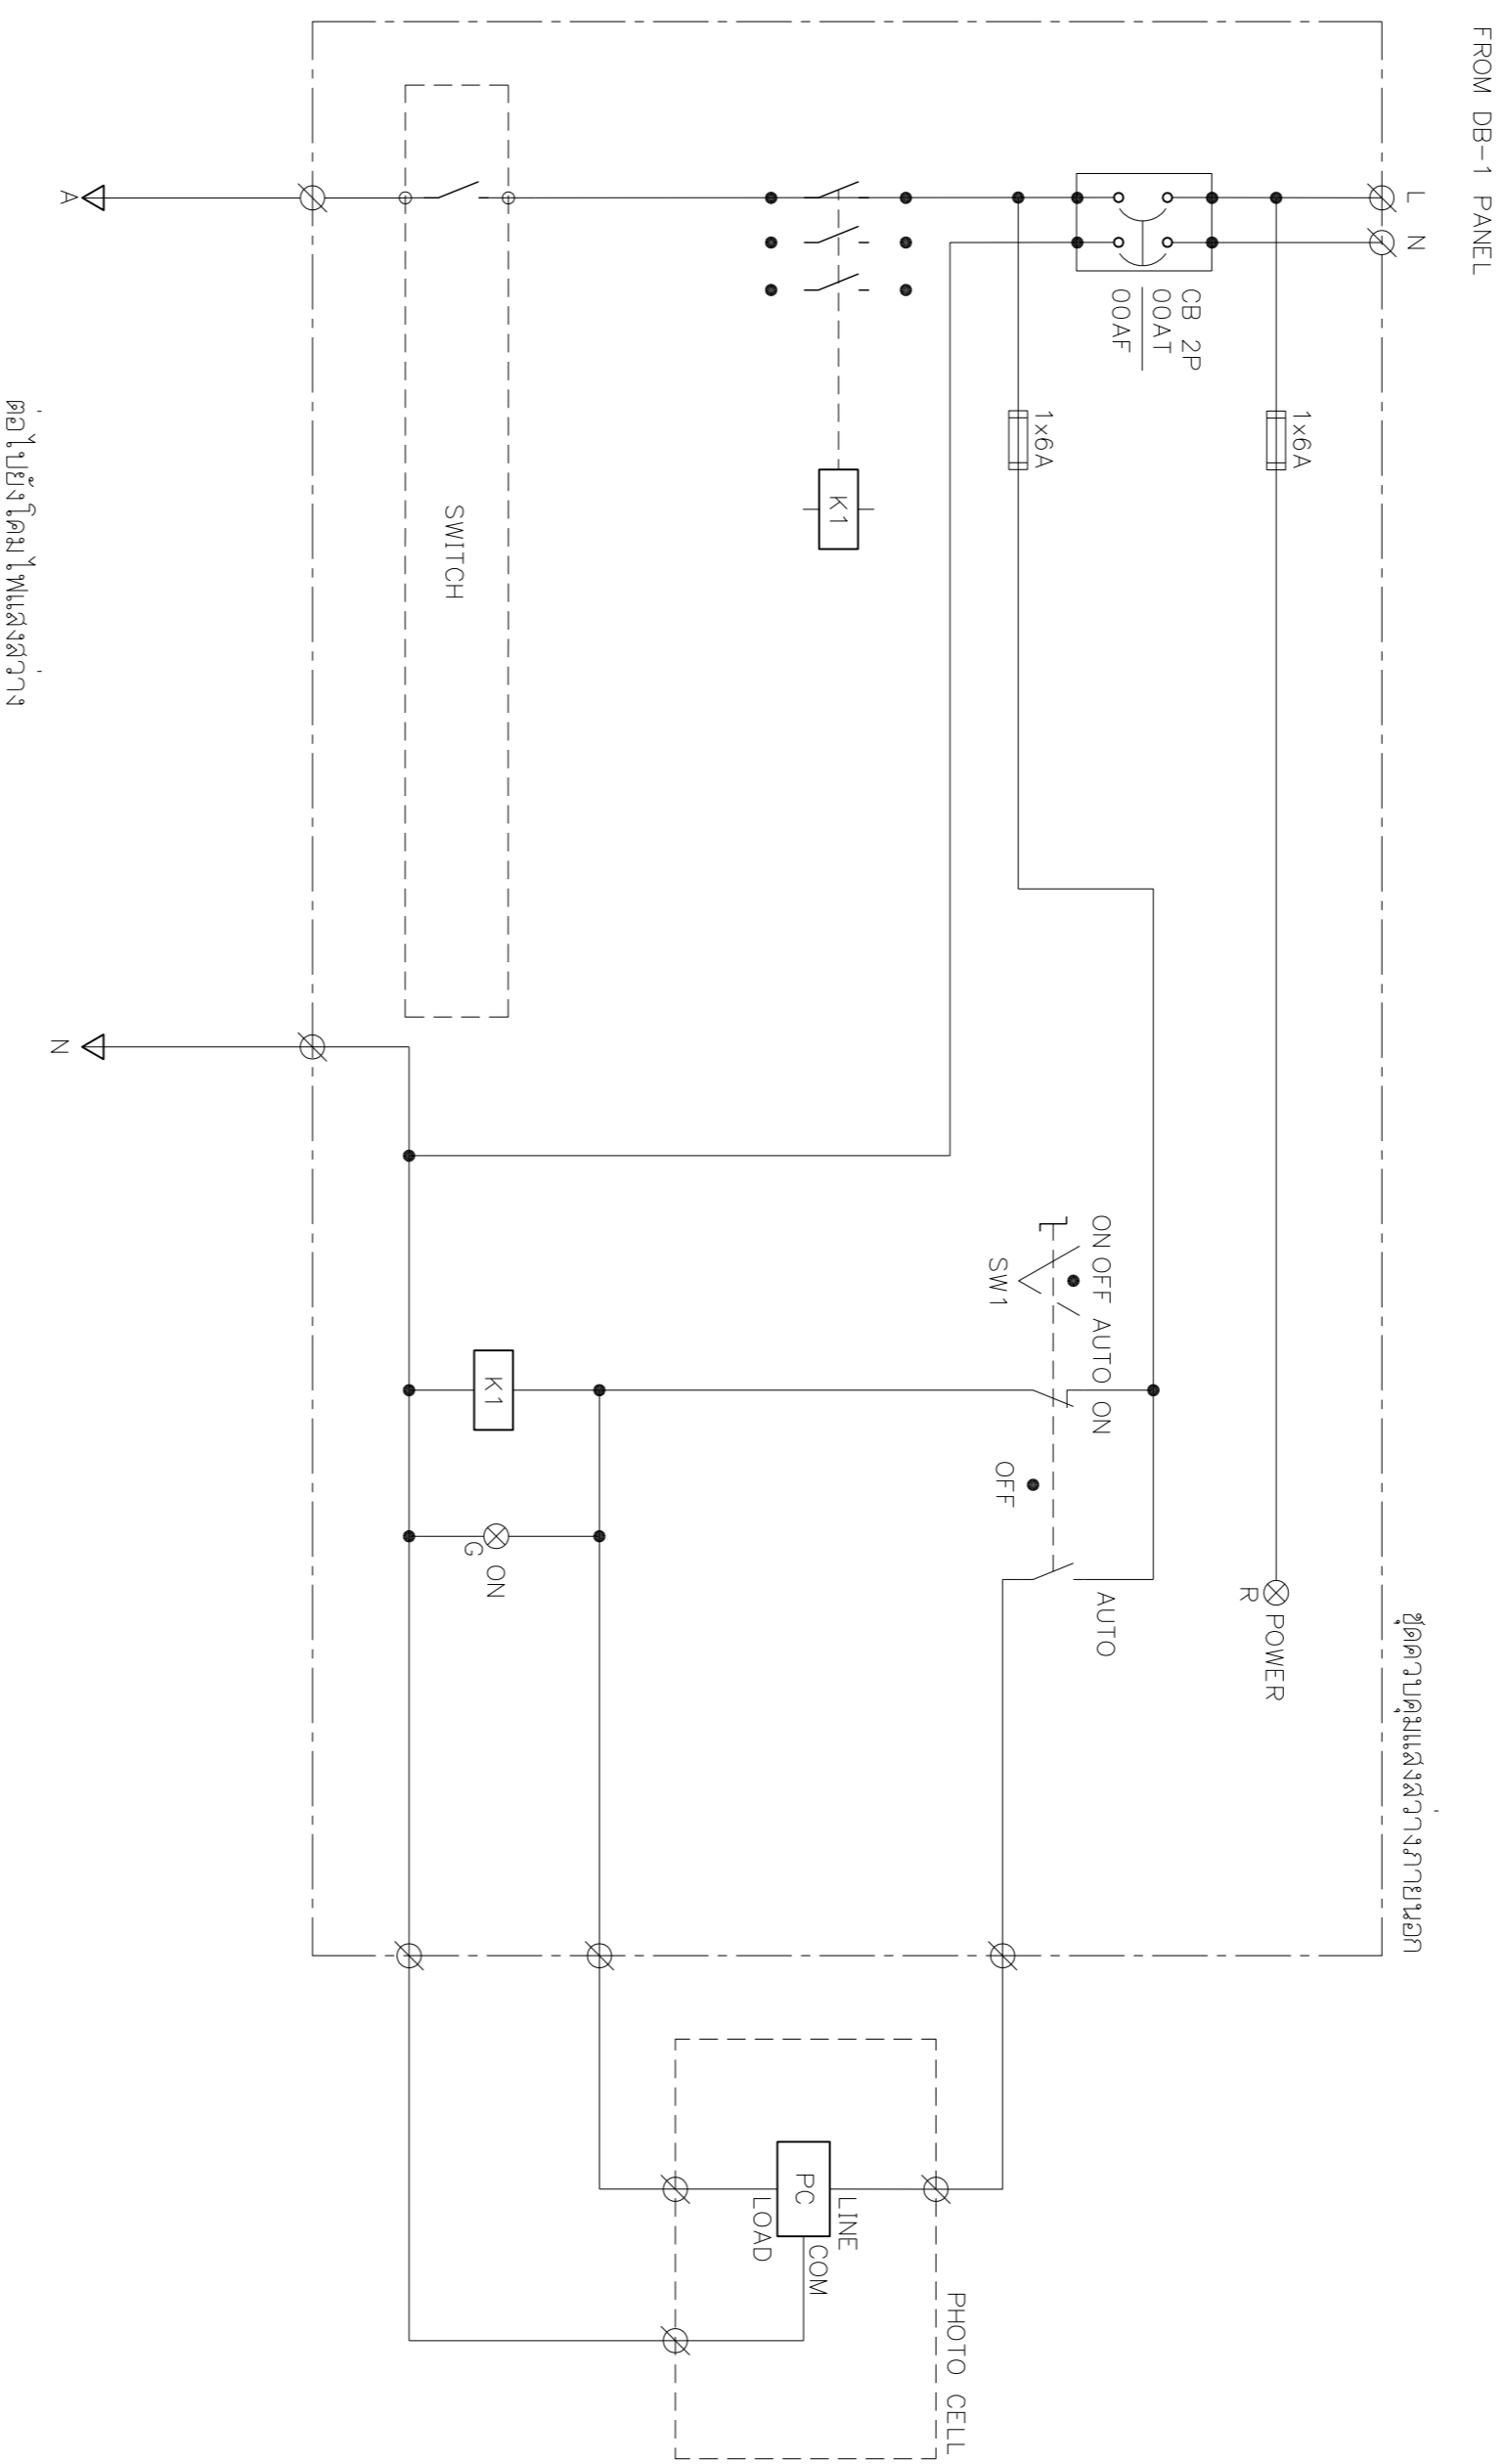 FROM DB-1 PANEL
L
N
ชุดควบคุมแสงสว่างภายนอก
1x6A
POWER
R
CB 2P
00AT
00AF
1x6A
ON OFF AUTO
ON
AUTO
OFF
SW1
PHOTO CELL
LINE
COM
PC
LOAD
K1
K1
ON
G
SWITCH
A
N
ต่อไปยังโคมไฟแสงสว่าง